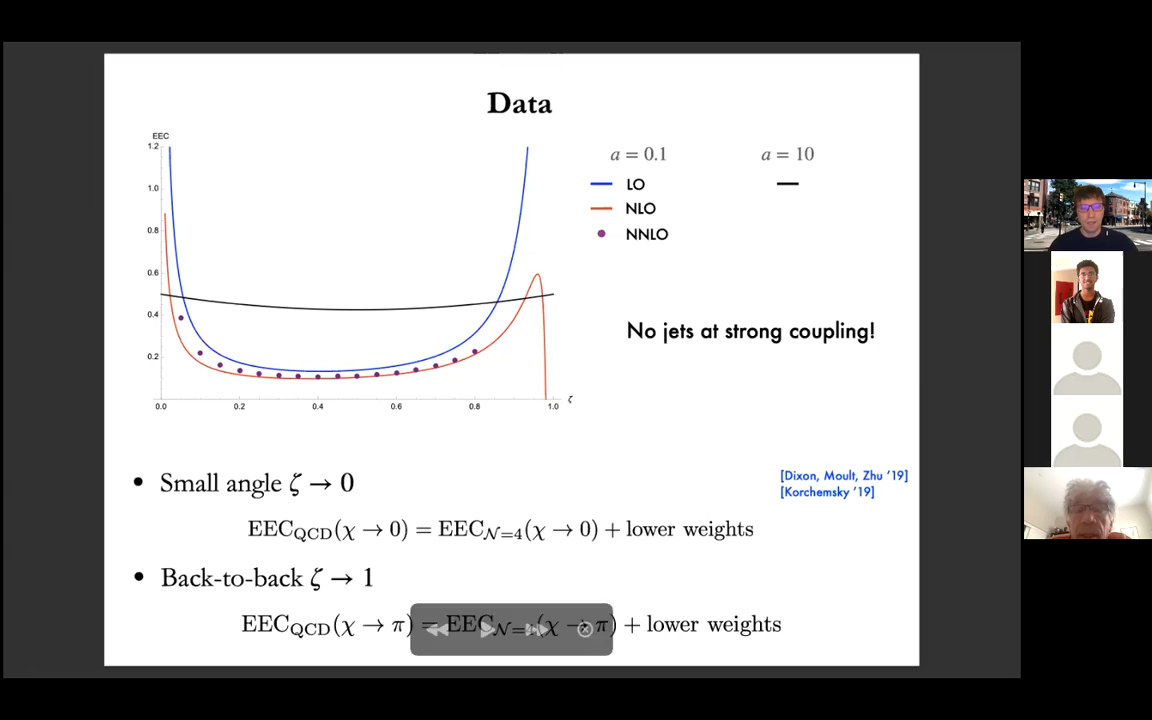 Data
EEC
1.2
1.0
0.8
0.6
0.4
0.2
0.0 0.2 0.4 0.6 0.8 1.0 ζ
a = 0.1 a = 10
LO
NLO
NNLO
No jets at strong coupling!
• Small angle ζ → 0
[Dixon, Moult, Zhu '19]
[Korchemsky '19]
EEC_QCD(χ → 0) = EEC_𝒩=4(χ → 0) + lower weights
• Back-to-back ζ → 1
EEC_QCD(χ → π) = EEC_𝒩= (χ → π) + lower weights